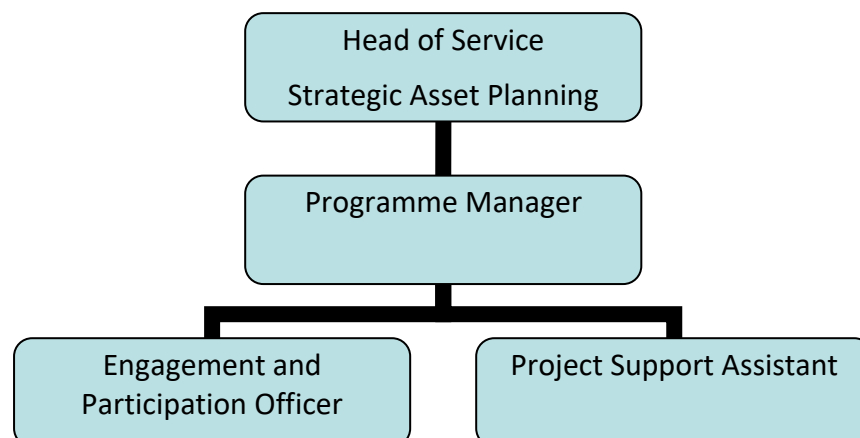 Head of Service
Strategic Asset Planning
Programme Manager
Engagement and
Participation Officer
Project Support Assistant